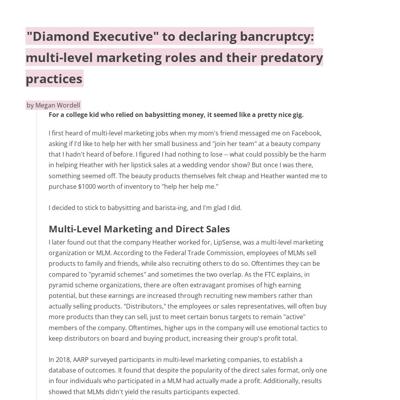 "Diamond Executive" to declaring bancruptcy:
multi-level marketing roles and their predatory
practices
by Megan Wordell
For a college kid who relied on babysitting money, it seemed like a pretty nice gig.
I first heard of multi-level marketing jobs when my mom's friend messaged me on Facebook,
asking if I'd like to help her with her small business and "join her team" at a beauty company
that I hadn't heard of before. I figured I had nothing to lose -- what could possibly be the harm
in helping Heather with her lipstick sales at a wedding vendor show? But once I was there,
something seemed off. The beauty products themselves felt cheap and Heather wanted me to
purchase $1000 worth of inventory to "help her help me."
I decided to stick to babysitting and barista-ing, and I'm glad I did.
Multi-Level Marketing and Direct Sales
I later found out that the company Heather worked for, LipSense, was a multi-level marketing
organization or MLM. According to the Federal Trade Commission, employees of MLMs sell
products to family and friends, while also recruiting others to do so. Oftentimes they can be
compared to "pyramid schemes" and sometimes the two overlap. As the FTC explains, in
pyramid scheme organizations, there are often extravagant promises of high earning
potential, but these earnings are increased through recruiting new members rather than
actually selling products. "Distributors," the employees or sales representatives, will often buy
more products than they can sell, just to meet certain bonus targets to remain "active"
members of the company. Oftentimes, higher ups in the company will use emotional tactics to
keep distributors on board and buying product, increasing their group's profit total.
In 2018, AARP surveyed participants in multi-level marketing companies, to establish a
database of outcomes. It found that despite the popularity of the direct sales format, only one
in four individuals who participated in a MLM had actually made a profit. Additionally, results
showed that MLMs didn't yield the results participants expected.